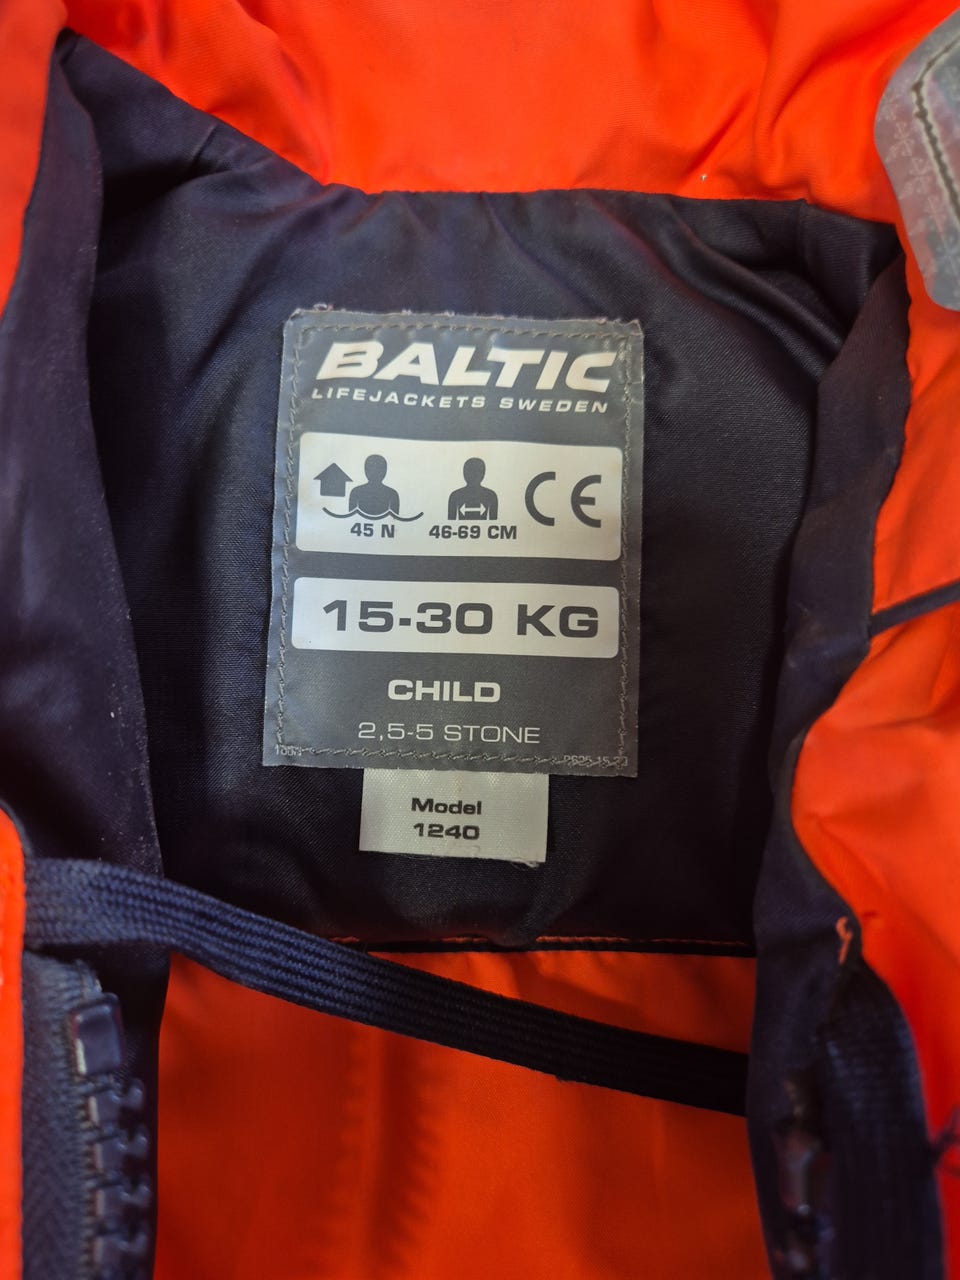 BALTIC
LIFEJACKETS SWEDEN
45 N
46-69 CM
CE
15-30 KG
CHILD
2,5-5 STONE
Model
1240